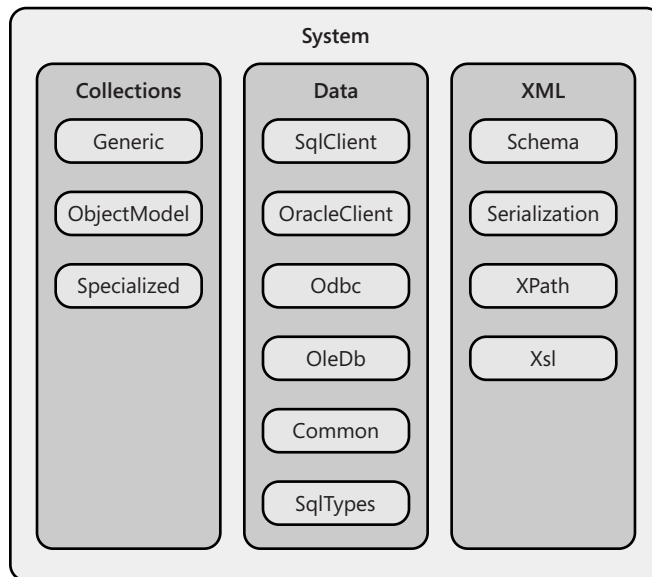 System
Collections
Generic
ObjectModel
Specialized
Data
SqlClient
OracleClient
Odbc
OleDb
Common
SqlTypes
XML
Schema
Serialization
XPath
Xsl